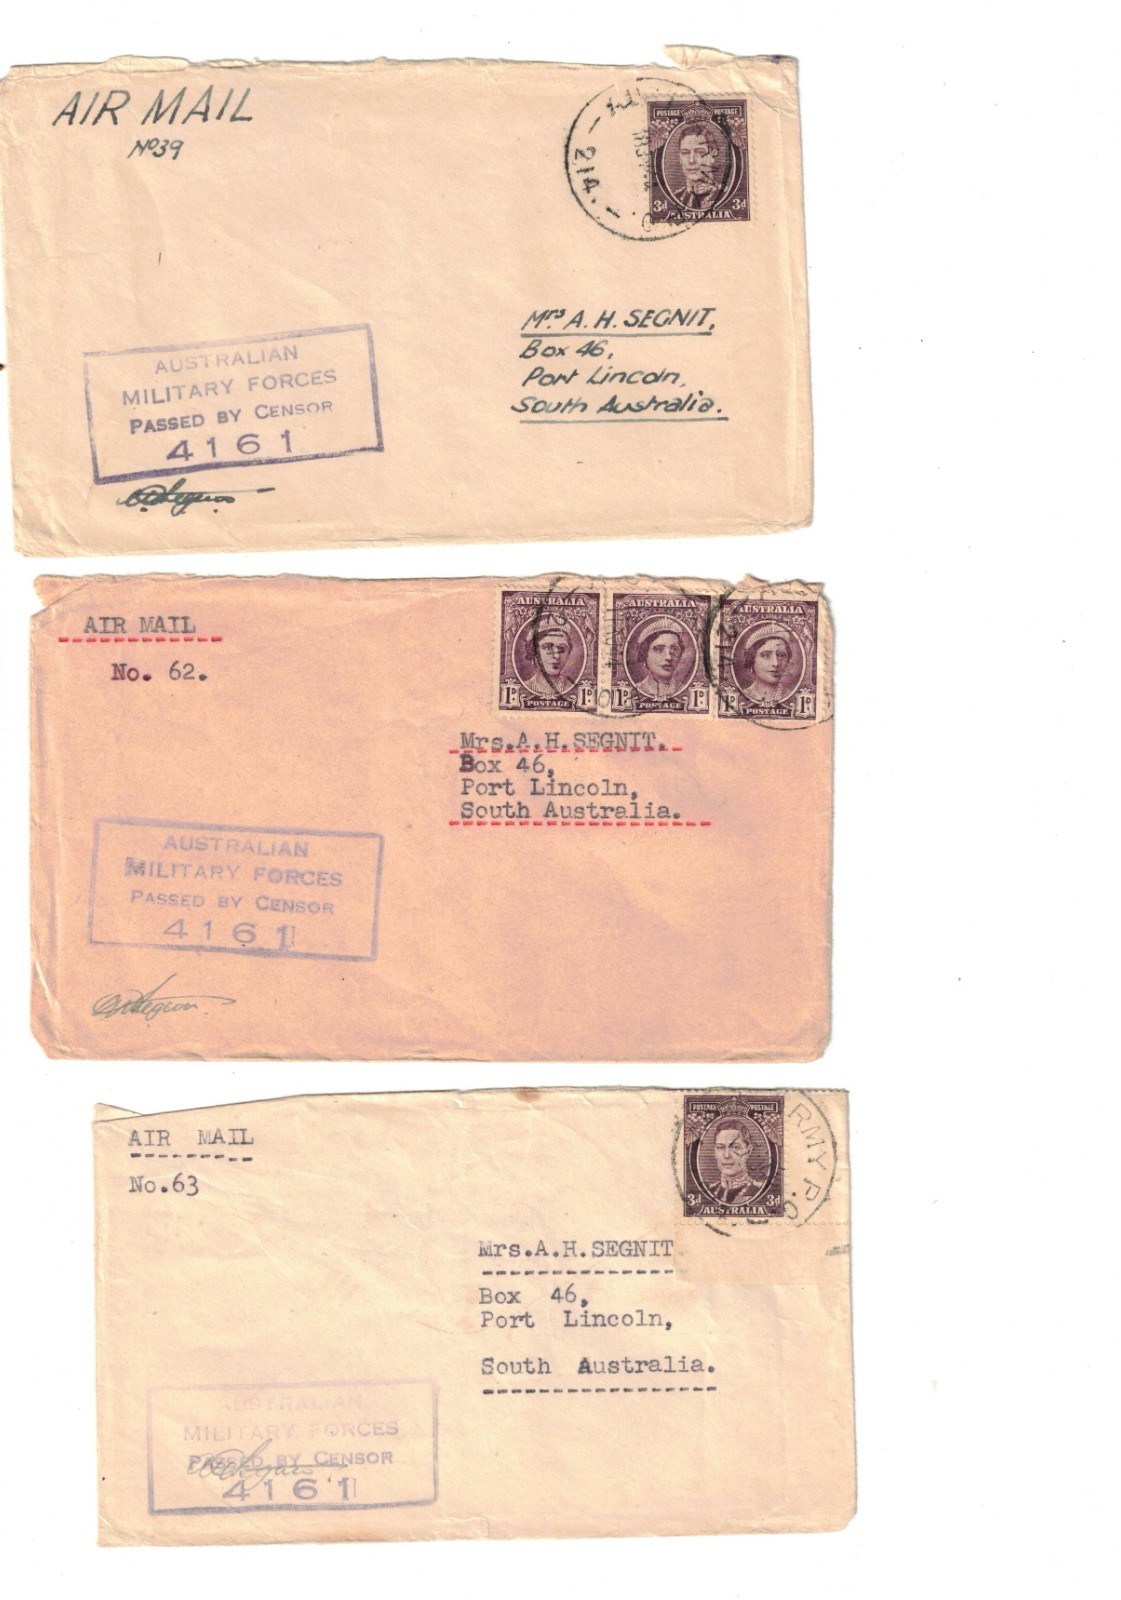 AIR MAIL
No39
214
POSTAGE POSTAGE
3d 3d
AUSTRALIA
Mrs A. H. SEGNIT,
Box 46,
Port Lincoln,
South Australia.
AUSTRALIAN
MILITARY FORCES
PASSED BY CENSOR
4161
AIR MAIL
No. 62.
AUSTRALIA
1D 1D
POSTAGE
AUSTRALIA
1D 1D
POSTAGE
AUSTRALIA
1D 1D
POSTAGE
Mrs.A.H.SEGNIT.
Box 46,
Port Lincoln,
South Australia.
AUSTRALIAN
MILITARY FORCES
PASSED BY CENSOR
4161
AIR MAIL
No.63
POSTAGE POSTAGE
3d 3d
AUSTRALIA
ARMY P.O.
Mrs.A.H.SEGNIT
Box 46,
Port Lincoln,
South Australia.
AUSTRALIAN
MILITARY FORCES
PASSED BY CENSOR
4161